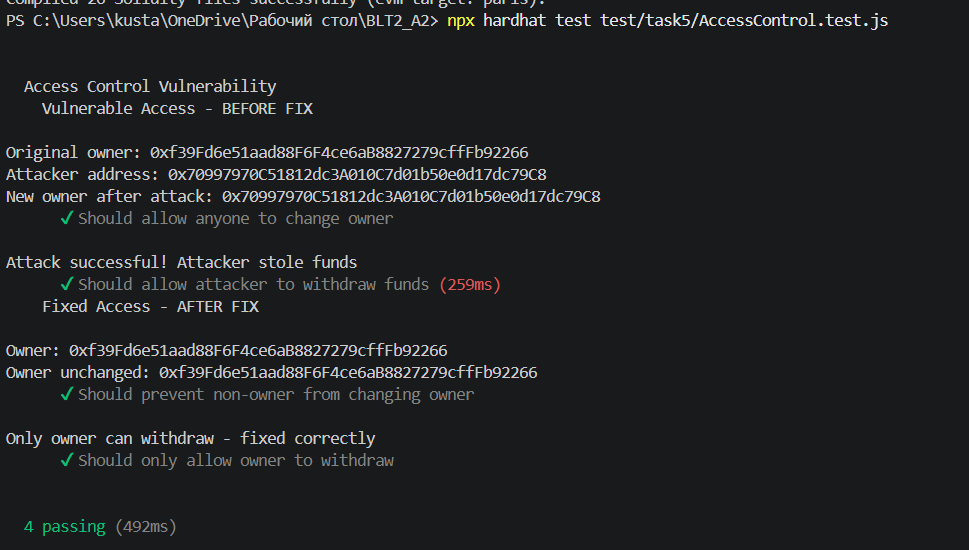 Compiled 26 Solidity files successfully (evm target: paris).
PS C:\Users\kusta\OneDrive\Рабочий стол\BLT2_A2> npx hardhat test test/task5/AccessControl.test.js
Access Control Vulnerability
Vulnerable Access - BEFORE FIX
Original owner: 0xf39Fd6e51aad88F6F4ce6aB8827279cffFb92266
Attacker address: 0x70997970C51812dc3A010C7d01b50e0d17dc79C8
New owner after attack: 0x70997970C51812dc3A010C7d01b50e0d17dc79C8
✓ Should allow anyone to change owner
Attack successful! Attacker stole funds
✓ Should allow attacker to withdraw funds (259ms)
Fixed Access - AFTER FIX
Owner: 0xf39Fd6e51aad88F6F4ce6aB8827279cffFb92266
Owner unchanged: 0xf39Fd6e51aad88F6F4ce6aB8827279cffFb92266
✓ Should prevent non-owner from changing owner
Only owner can withdraw - fixed correctly
✓ Should only allow owner to withdraw
4 passing (492ms)